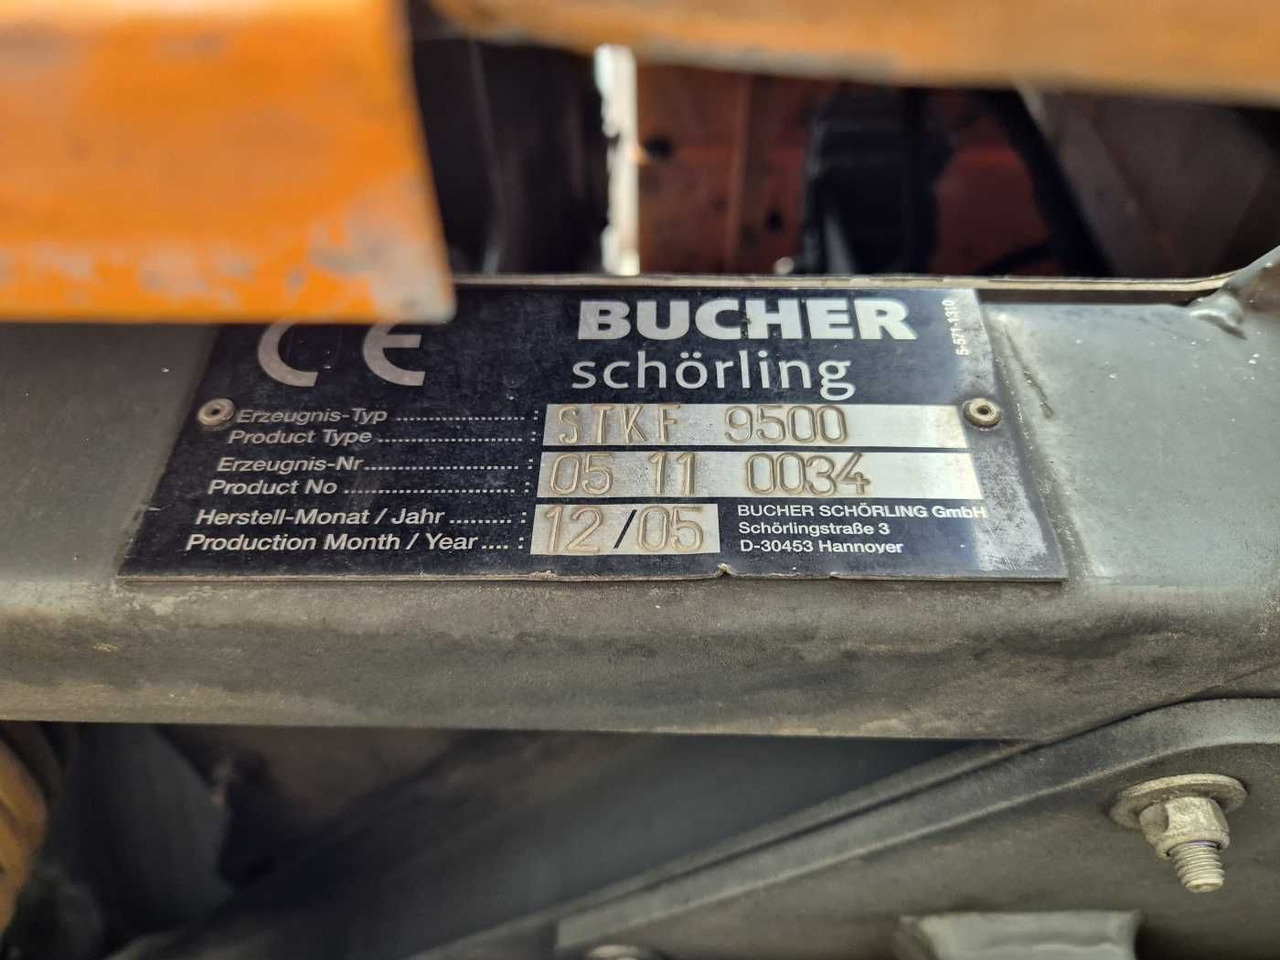 CE BUCHER
schörling
5-571-1310
Erzeugnis-Typ .................... : STKF 9500
Product Type ....................
Erzeugnis-Nr......................... : 05 11 0034
Product No .........................
Herstell-Monat / Jahr ......... : 12/05
Production Month / Year .... :
BUCHER SCHÖRLING GmbH
Schörlingstraße 3
D-30453 Hannover